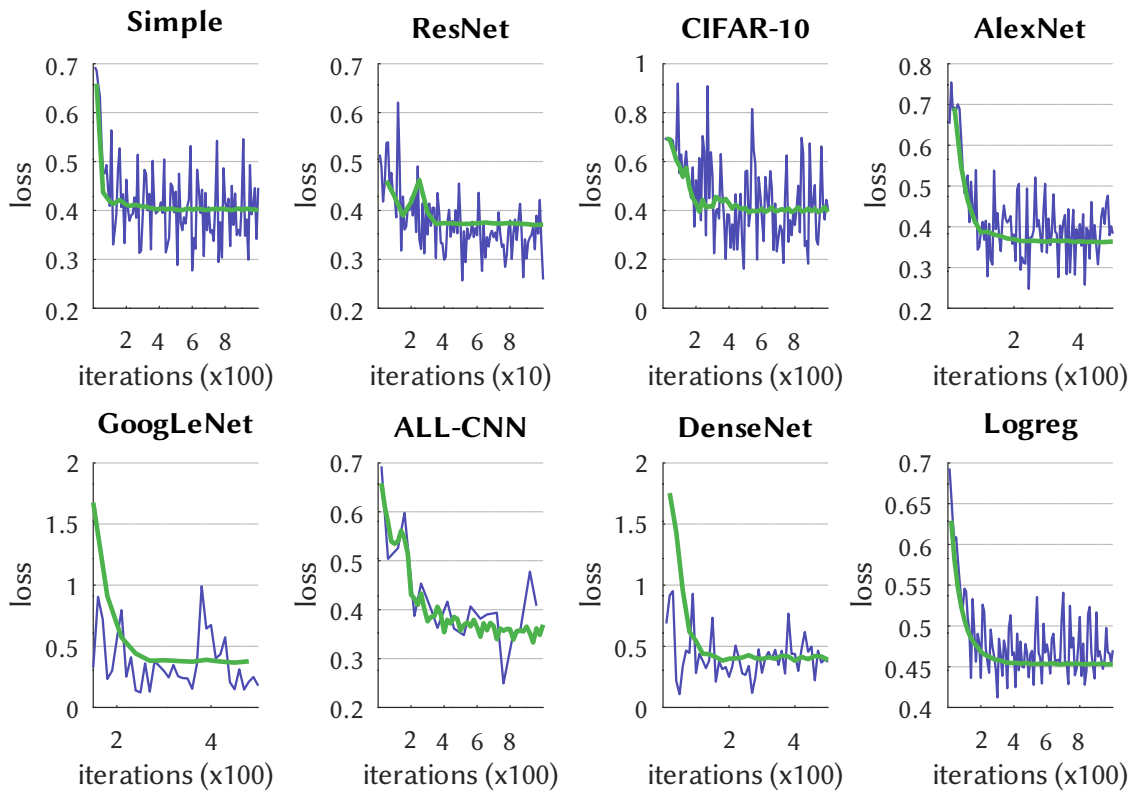 Simple
0.7
0.6
0.5
0.4
0.3
0.2
loss
2 4 6 8
iterations (x100)
ResNet
0.7
0.6
0.5
0.4
0.3
0.2
loss
2 4 6 8
iterations (x10)
CIFAR-10
1
0.8
0.6
0.4
0.2
0
loss
2 4 6 8
iterations (x100)
AlexNet
0.8
0.7
0.6
0.5
0.4
0.3
0.2
loss
2 4
iterations (x100)
GoogLeNet
2
1.5
1
0.5
0
loss
2 4
iterations (x100)
ALL-CNN
0.7
0.6
0.5
0.4
0.3
0.2
loss
2 4 6 8
iterations (x100)
DenseNet
2
1.5
1
0.5
0
loss
2 4
iterations (x100)
Logreg
0.7
0.65
0.6
0.55
0.5
0.45
0.4
loss
2 4 6 8
iterations (x100)